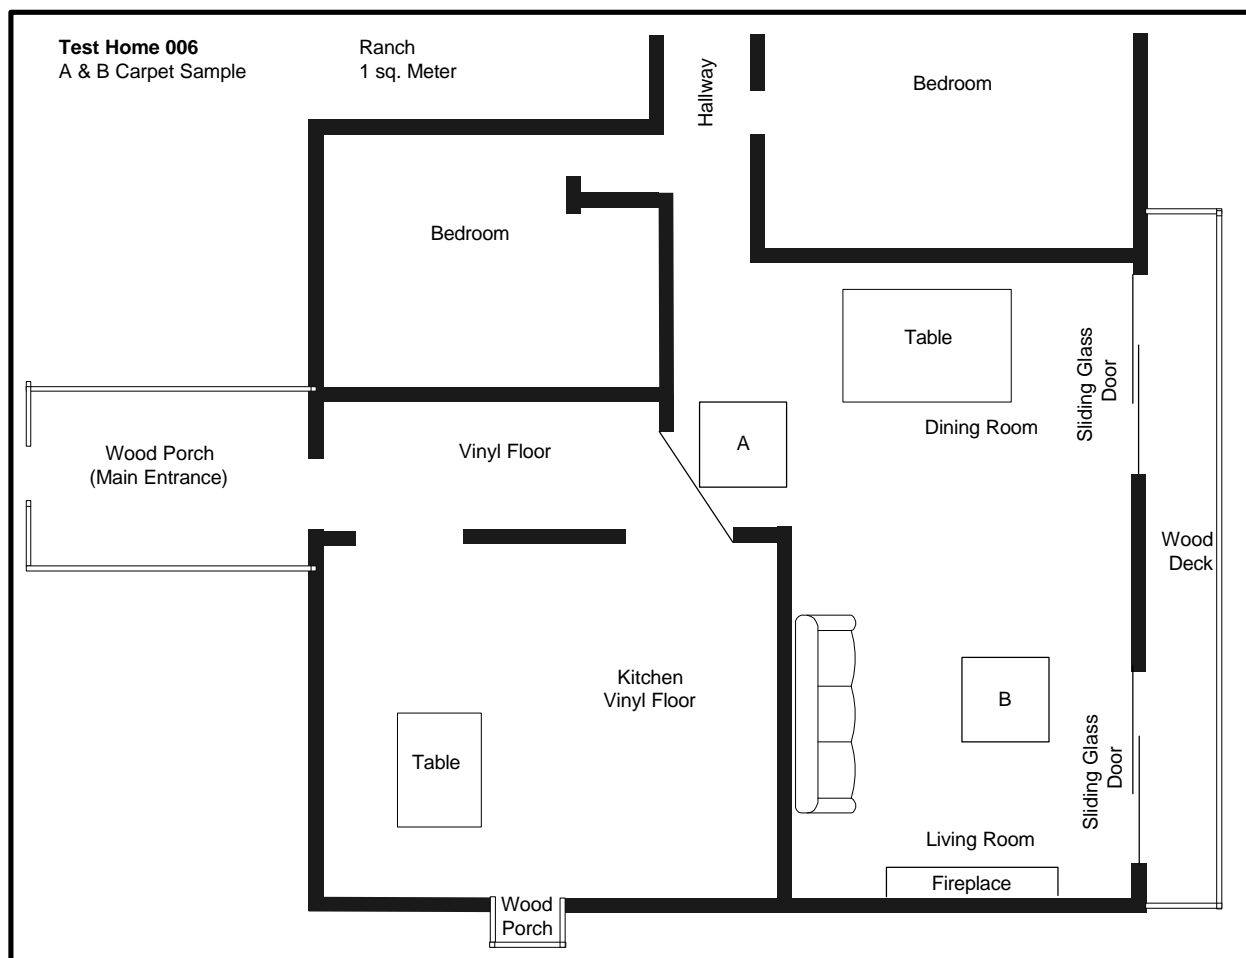 Test Home 006
A & B Carpet Sample
Ranch
1 sq. Meter
Hallway
Bedroom
Bedroom
Table
Sliding Glass
Door
Dining Room
A
Vinyl Floor
Wood Porch
(Main Entrance)
Wood
Deck
Kitchen
Vinyl Floor
B
Table
Sliding Glass
Door
Living Room
Fireplace
Wood
Porch